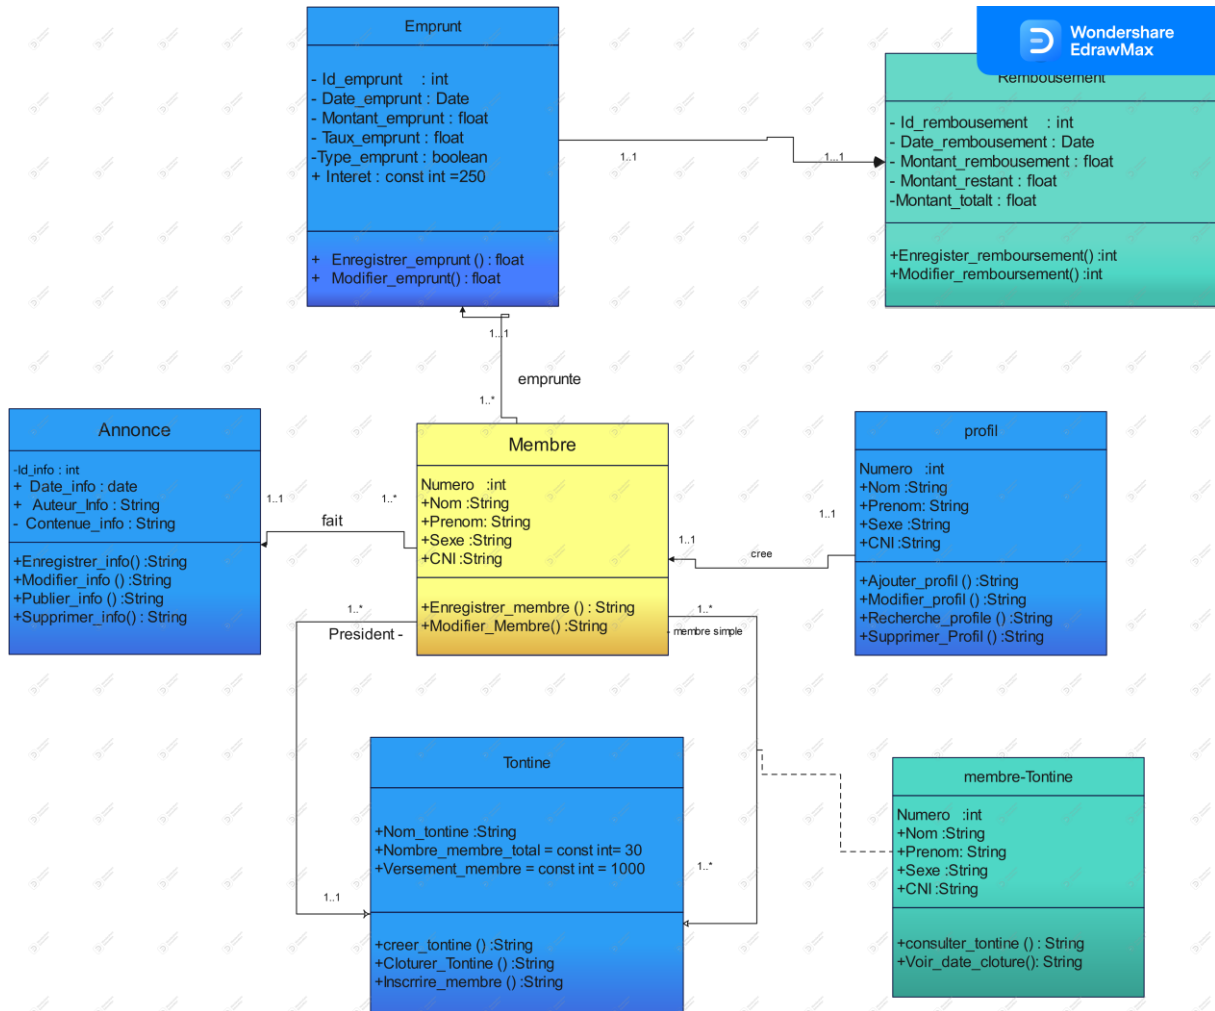 Emprunt
- Id_emprunt : int
- Date_emprunt : Date
- Montant_emprunt : float
- Taux_emprunt : float
-Type_emprunt : boolean
+ Interet : const int =250
+ Enregistrer_emprunt () : float
+ Modifier_emprunt() : float
Wondershare
EdrawMax
Rembousement
- Id_rembousement : int
- Date_rembousement : Date
- Montant_rembousement : float
- Montant_restant : float
-Montant_totalt : float
+Enregister_remboursement() :int
+Modifier_remboursement() :int
1..1
1...1
1...1
emprunte
1..*
Annonce
-Id_info : int
+ Date_info : date
+ Auteur_Info : String
- Contenue_info : String
+Enregistrer_info() :String
+Modifier_info () :String
+Publier_info () :String
+Supprimer_info() : String
1..1
1..*
fait
Membre
Numero :int
+Nom :String
+Prenom: String
+Sexe :String
+CNI :String
+Enregistrer_membre () : String
+Modifier_Membre() :String
1..1
1..1
cree
profil
Numero :int
+Nom :String
+Prenom: String
+Sexe :String
+CNI :String
+Ajouter_profil () :String
+Modifier_profil () :String
+Recherche_profile () :String
+Supprimer_Profil () :String
1..*
President -
1..*
- membre simple
Tontine
+Nom_tontine :String
+Nombre_membre_total = const int= 30
+Versement_membre = const int = 1000
+creer_tontine () :String
+Cloturer_Tontine () :String
+Inscrrire_membre () :String
1..1
1..*
membre-Tontine
Numero :int
+Nom :String
+Prenom: String
+Sexe :String
+CNI :String
+consulter_tontine () : String
+Voir_date_cloture(): String